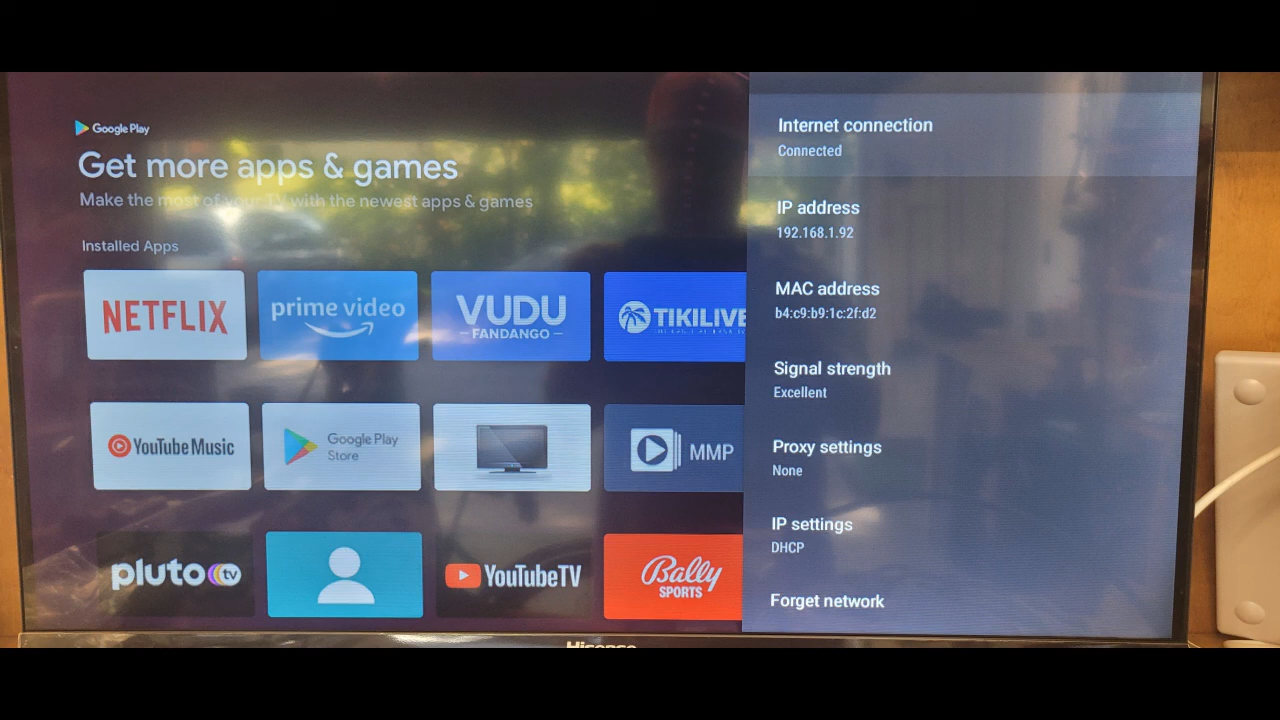 Google Play
Get more apps & games
Make the most of your TV with the newest apps & games
Installed Apps
NETFLIX
prime video
VUDU
FANDANGO
TIKILIVE
YouTube Music
Google Play
Store
MMP
pluto tv
YouTubeTV
Bally
SPORTS
Hisense
Internet connection
Connected
IP address
192.168.1.92
MAC address
b4:c9:b9:1c:2f:d2
Signal strength
Excellent
Proxy settings
None
IP settings
DHCP
Forget network